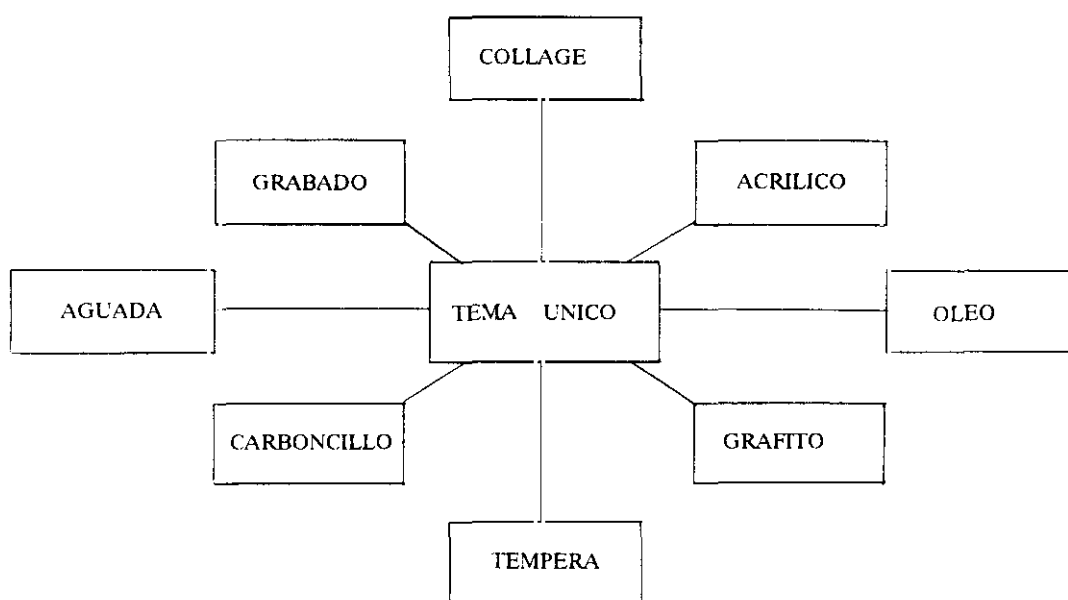 COLLAGE
GRABADO
ACRILICO
AGUADA
TEMA UNICO
OLEO
CARBONCILLO
GRAFITO
TEMPERA